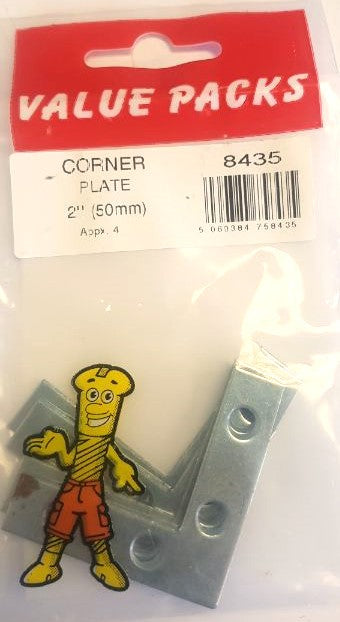 VALUE PACKS
CORNER
PLATE
2" (50mm)
Appx. 4
8435
5 060384 758435